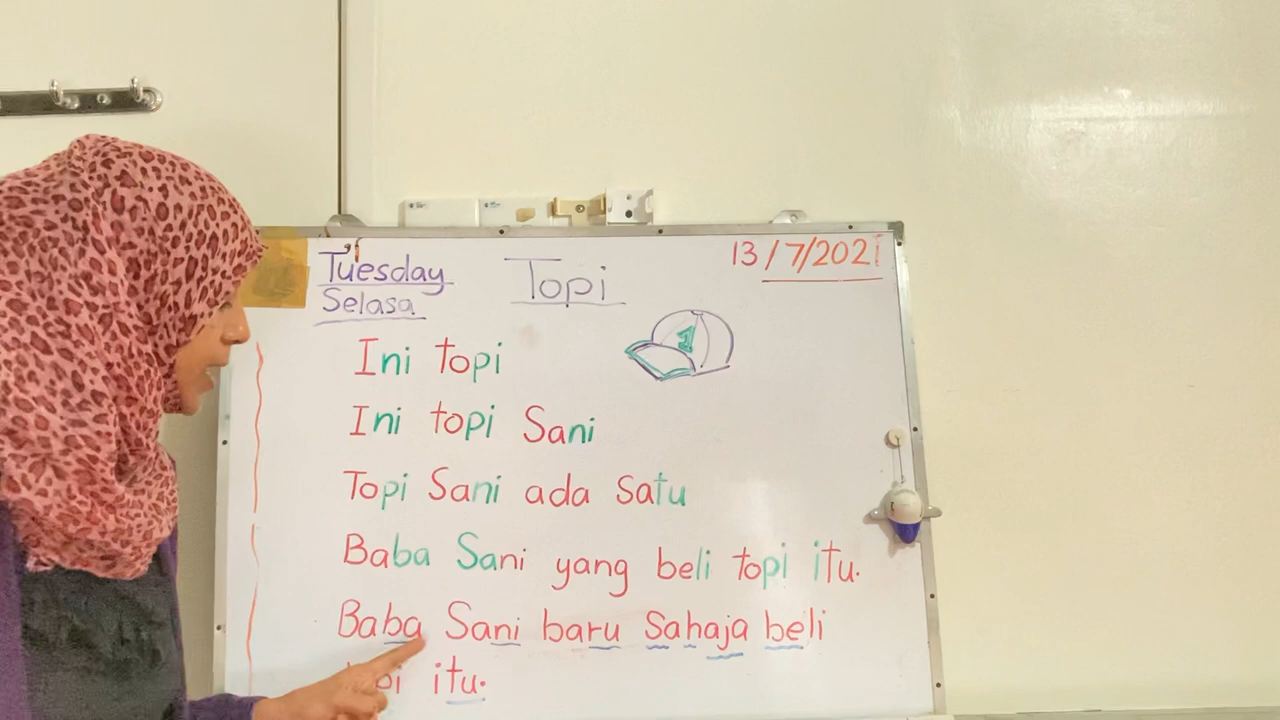 Tuesday
Selasa
Topi
13/7/2021
1
Ini topi
Ini topi Sani
Topi Sani ada satu
Baba Sani yang beli topi itu.
Baba Sani baru sahaja beli
itu.